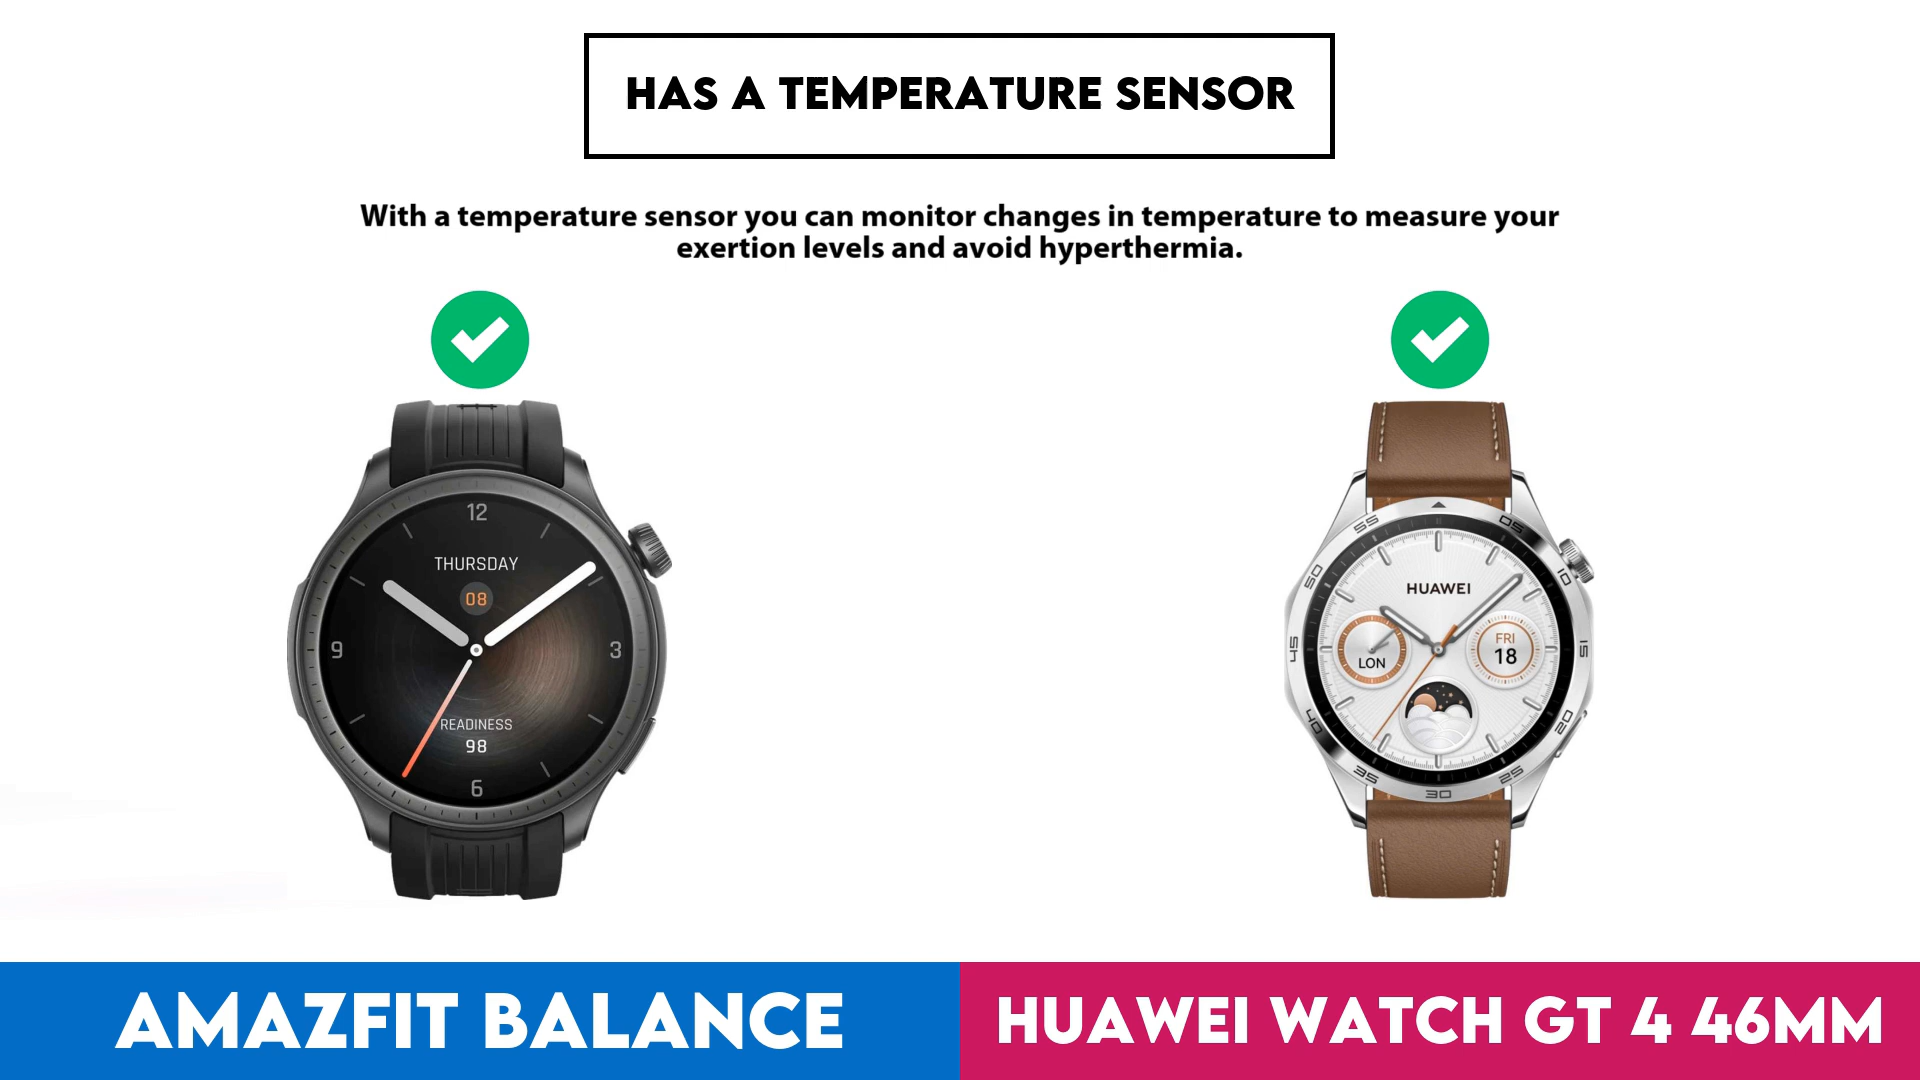 HAS A TEMPERATURE SENSOR
With a temperature sensor you can monitor changes in temperature to measure your
exertion levels and avoid hyperthermia.
12
THURSDAY
08
9
3
READINESS
98
6
55
05
50
10
HUAWEI
45
LON
FRI
18
15
40
20
35
25
30
AMAZFIT BALANCE
HUAWEI WATCH GT 4 46MM